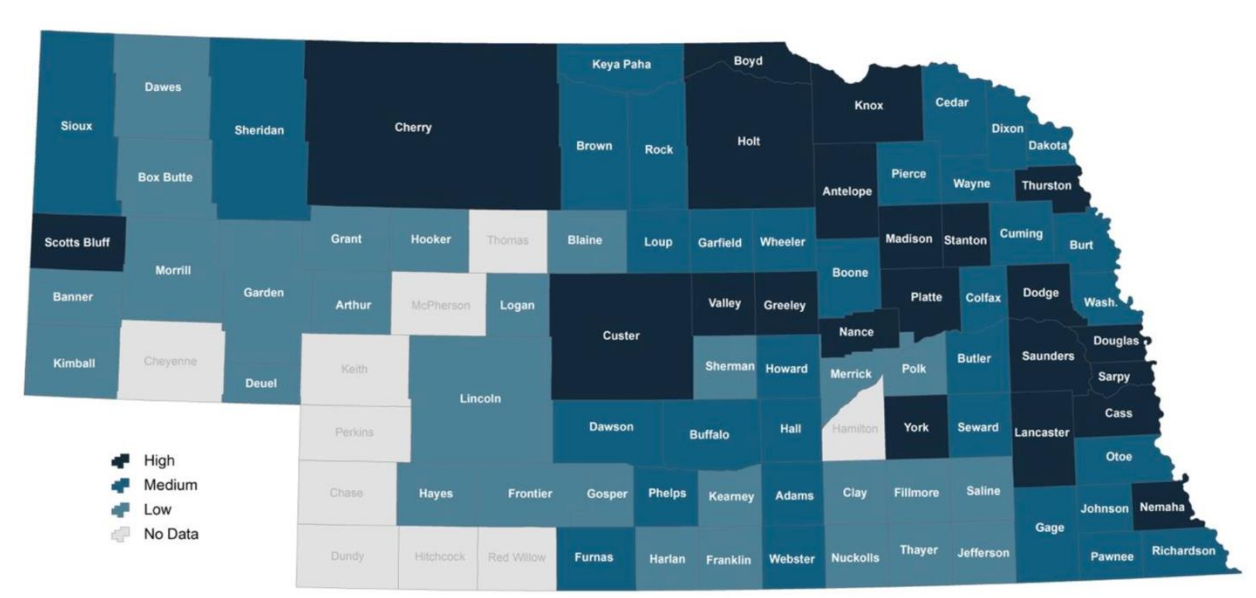 Sioux
Dawes
Sheridan
Cherry
Keya Paha
Boyd
Knox
Cedar
Dixon
Dakota
Box Butte
Brown
Rock
Holt
Antelope
Pierce
Wayne
Thurston
Scotts Bluff
Morrill
Garden
Grant
Hooker
Thomas
Blaine
Loup
Garfield
Wheeler
Boone
Madison
Stanton
Cuming
Burt
Banner
Arthur
McPherson
Logan
Custer
Valley
Greeley
Nance
Platte
Colfax
Dodge
Wash.
Kimball
Cheyenne
Deuel
Keith
Lincoln
Sherman
Howard
Merrick
Polk
Butler
Saunders
Douglas
Sarpy
Perkins
Dawson
Buffalo
Hall
Hamilton
York
Seward
Lancaster
Cass
Otoe
High
Medium
Low
No Data
Chase
Hayes
Frontier
Gosper
Phelps
Kearney
Adams
Clay
Fillmore
Saline
Gage
Johnson
Nemaha
Dundy
Hitchcock
Red Willow
Furnas
Harlan
Franklin
Webster
Nuckolls
Thayer
Jefferson
Pawnee
Richardson